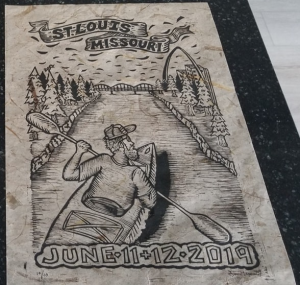 ST. LOUIS
MISSOURI
JUNE • 11 + 12 • 2019